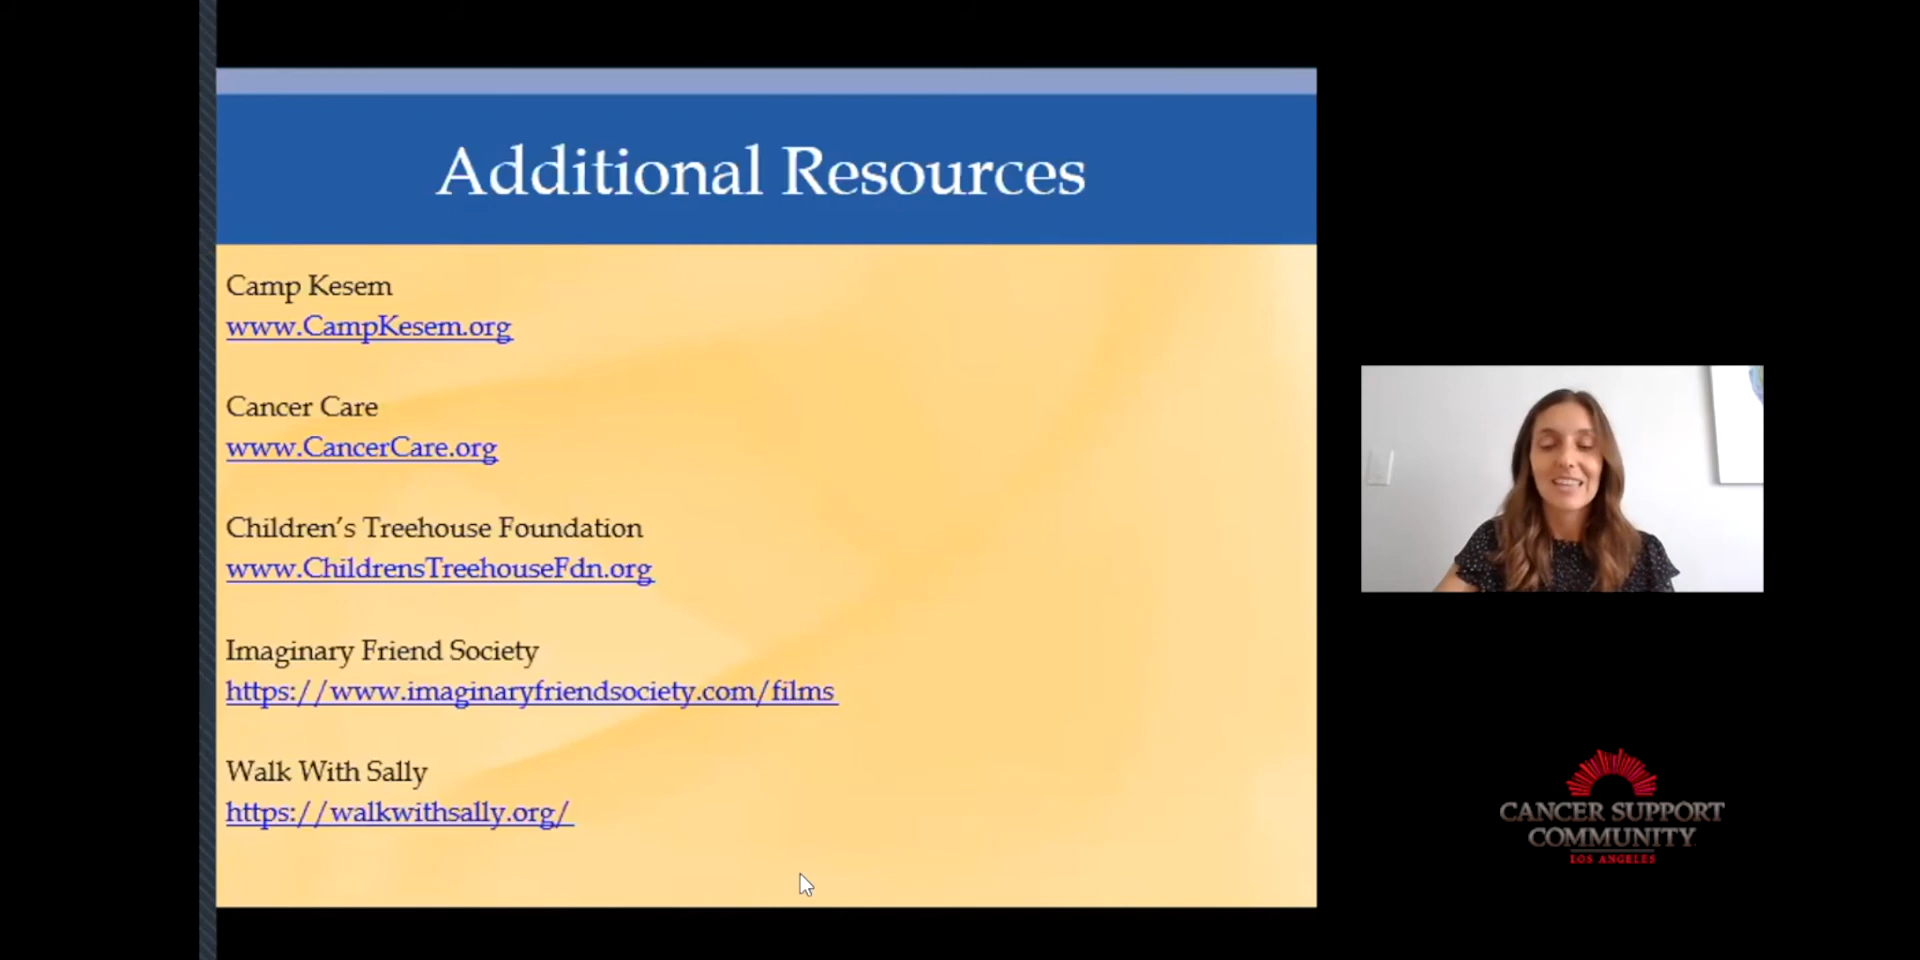 Additional Resources
Camp Kesem
www.CampKesem.org
Cancer Care
www.CancerCare.org
Children's Treehouse Foundation
www.ChildrensTreehouseFdn.org
Imaginary Friend Society
https://www.imaginaryfriendsociety.com/films
Walk With Sally
https://walkwithsally.org/
CANCER SUPPORT
COMMUNITY
LOS ANGELES